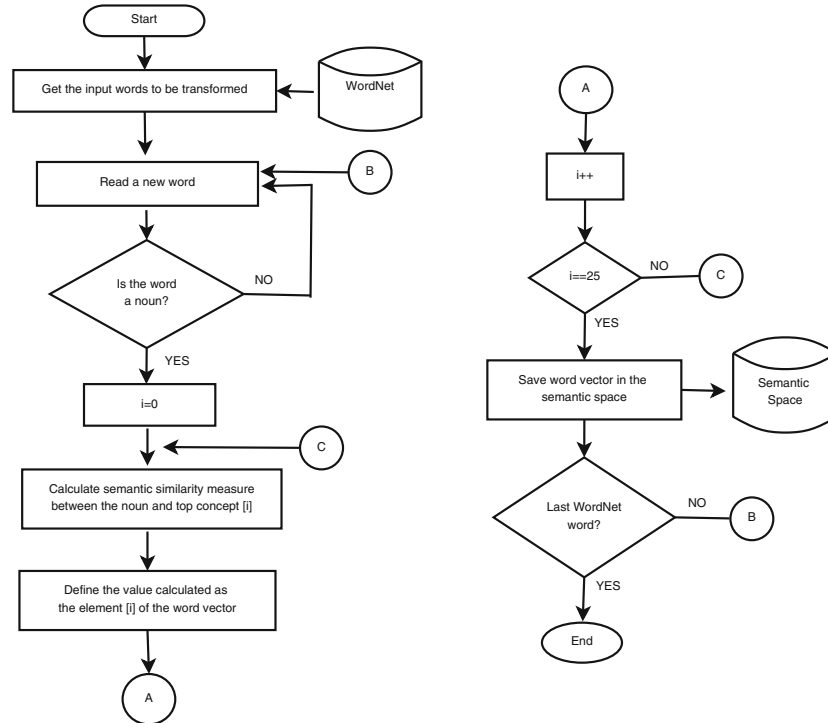 Start
Get the input words to be transformed
WordNet
Read a new word
B
Is the word
a noun?
NO
YES
i=0
C
Calculate semantic similarity measure
between the noun and top concept [i]
Define the value calculated as
the element [i] of the word vector
A
A
i++
i==25
NO
C
YES
Save word vector in the
semantic space
Semantic
Space
Last WordNet
word?
NO
B
YES
End